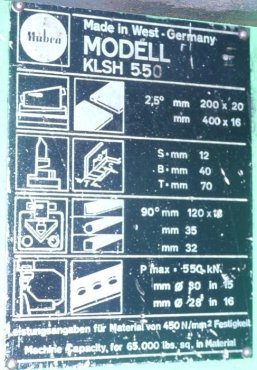 Mubea
Made in West-Germany
MODELL
KLSH 550
2,5° mm 200 x 20
mm 400 x 16
S · mm 12
B · mm 40
T · mm 70
90° mm 120 x
mm 35
mm 32
P max = 550 kN
mm Ø in 15
mm Ø 28 in 16
Leistungsangaben für Material von 450 N/mm² Festigkeit
Machine Capacity, for 65.000 lbs. sq. in Material